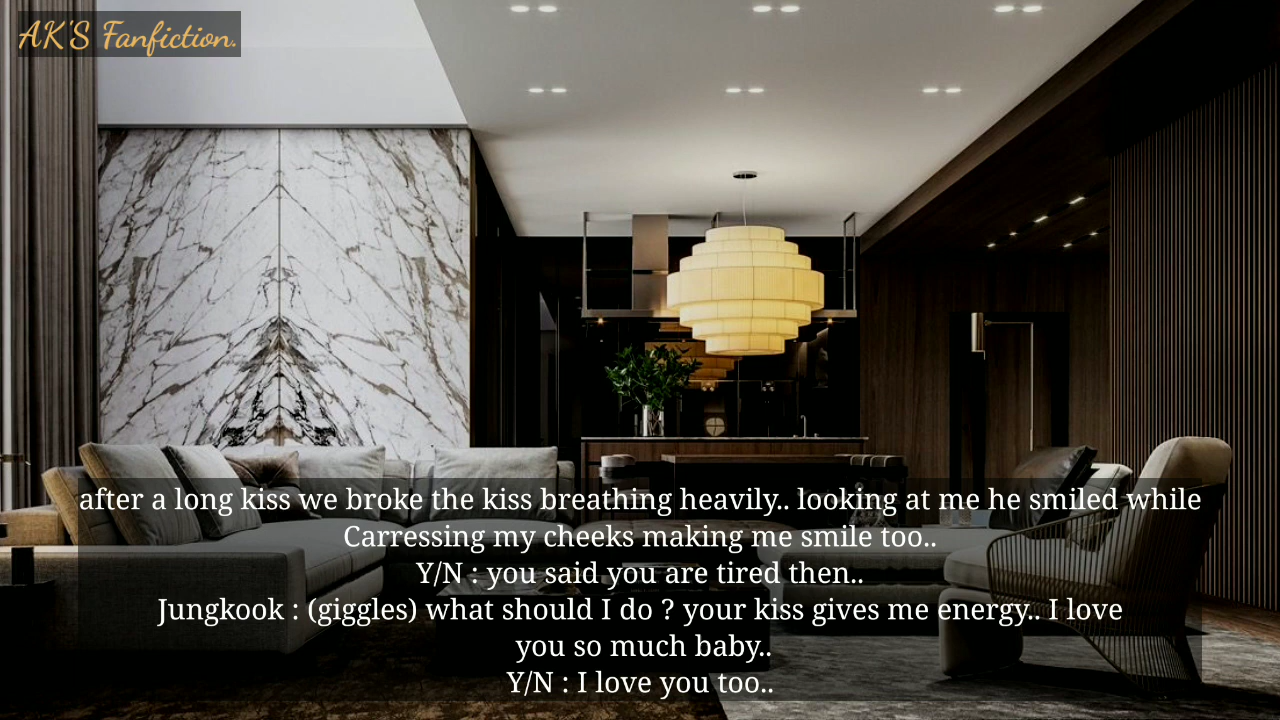 AK'S Fanfiction.
after a long kiss we broke the kiss breathing heavily.. looking at me he smiled while
Carressing my cheeks making me smile too..
Y/N : you said you are tired then..
Jungkook : (giggles) what should I do ? your kiss gives me energy.. I love
you so much baby..
Y/N : I love you too..